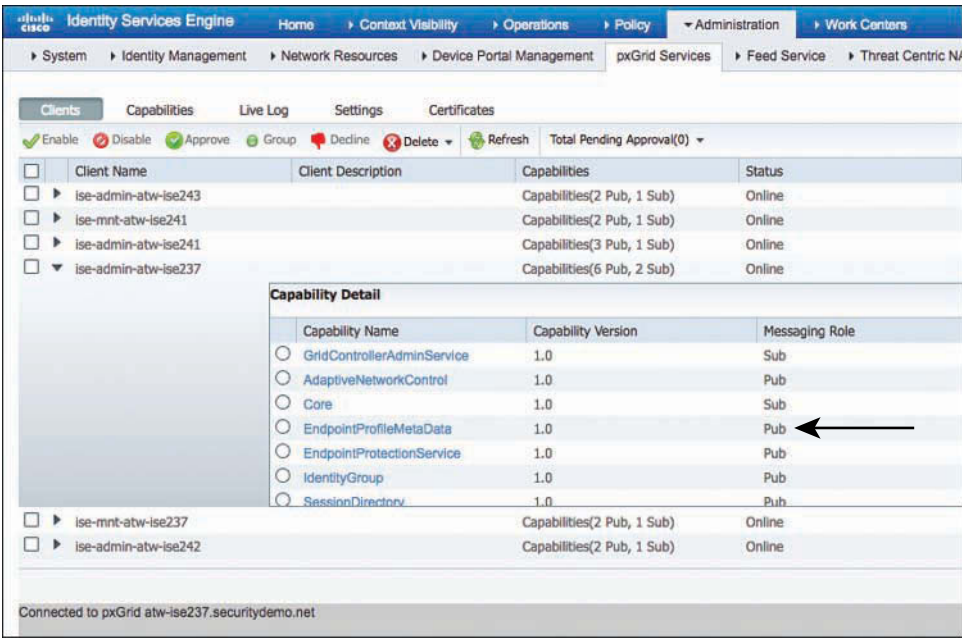 cisco Identity Services Engine Home Context Visibility Operations Policy Administration Work Centers
System Identity Management Network Resources Device Portal Management pxGrid Services Feed Service Threat Centric NA
Clients Capabilities Live Log Settings Certificates
Enable Disable Approve Group Decline Delete Refresh Total Pending Approval(0)
Client Name Client Description Capabilities Status
ise-admin-atw-ise243 Capabilities(2 Pub, 1 Sub) Online
ise-mnt-atw-ise241 Capabilities(2 Pub, 1 Sub) Online
ise-admin-atw-ise241 Capabilities(3 Pub, 1 Sub) Online
ise-admin-atw-ise237 Capabilities(6 Pub, 2 Sub) Online
Capability Detail
Capability Name Capability Version Messaging Role
GridControllerAdminService 1.0 Sub
AdaptiveNetworkControl 1.0 Pub
Core 1.0 Sub
EndpointProfileMetaData 1.0 Pub
EndpointProtectionService 1.0 Pub
IdentityGroup 1.0 Pub
SessionDirectory 1.0 Pub
ise-mnt-atw-ise237 Capabilities(2 Pub, 1 Sub) Online
ise-admin-atw-ise242 Capabilities(2 Pub, 1 Sub) Online
Connected to pxGrid atw-ise237.securitydemo.net